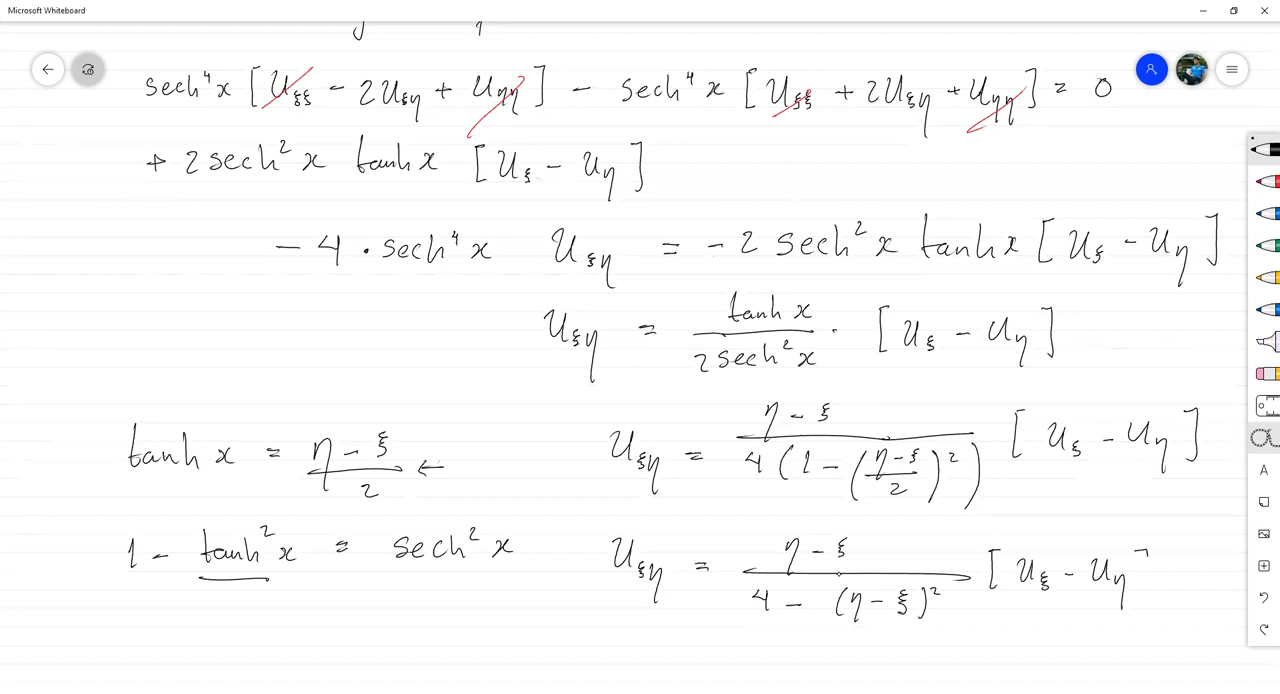 Microsoft Whiteboard
sech⁴x [U_ξξ − 2U_ξη + U_ηη] − sech⁴x [U_ξξ + 2U_ξη + U_ηη] = 0
+ 2 sech²x tanh x [U_ξ − U_η]
− 4 · sech⁴x U_ξη = −2 sech²x tanh x [U_ξ − U_η]
U_ξη = tanh x / 2 sech²x · [U_ξ − U_η]
tanh x = (η − ξ) / 2 ←
U_ξη = (η − ξ) / 4(1 − ((η − ξ)/2)²) [U_ξ − U_η]
1 − tanh²x = sech²x
U_ξη = (η − ξ) / 4 − (η − ξ)² [U_ξ − U_η]
A